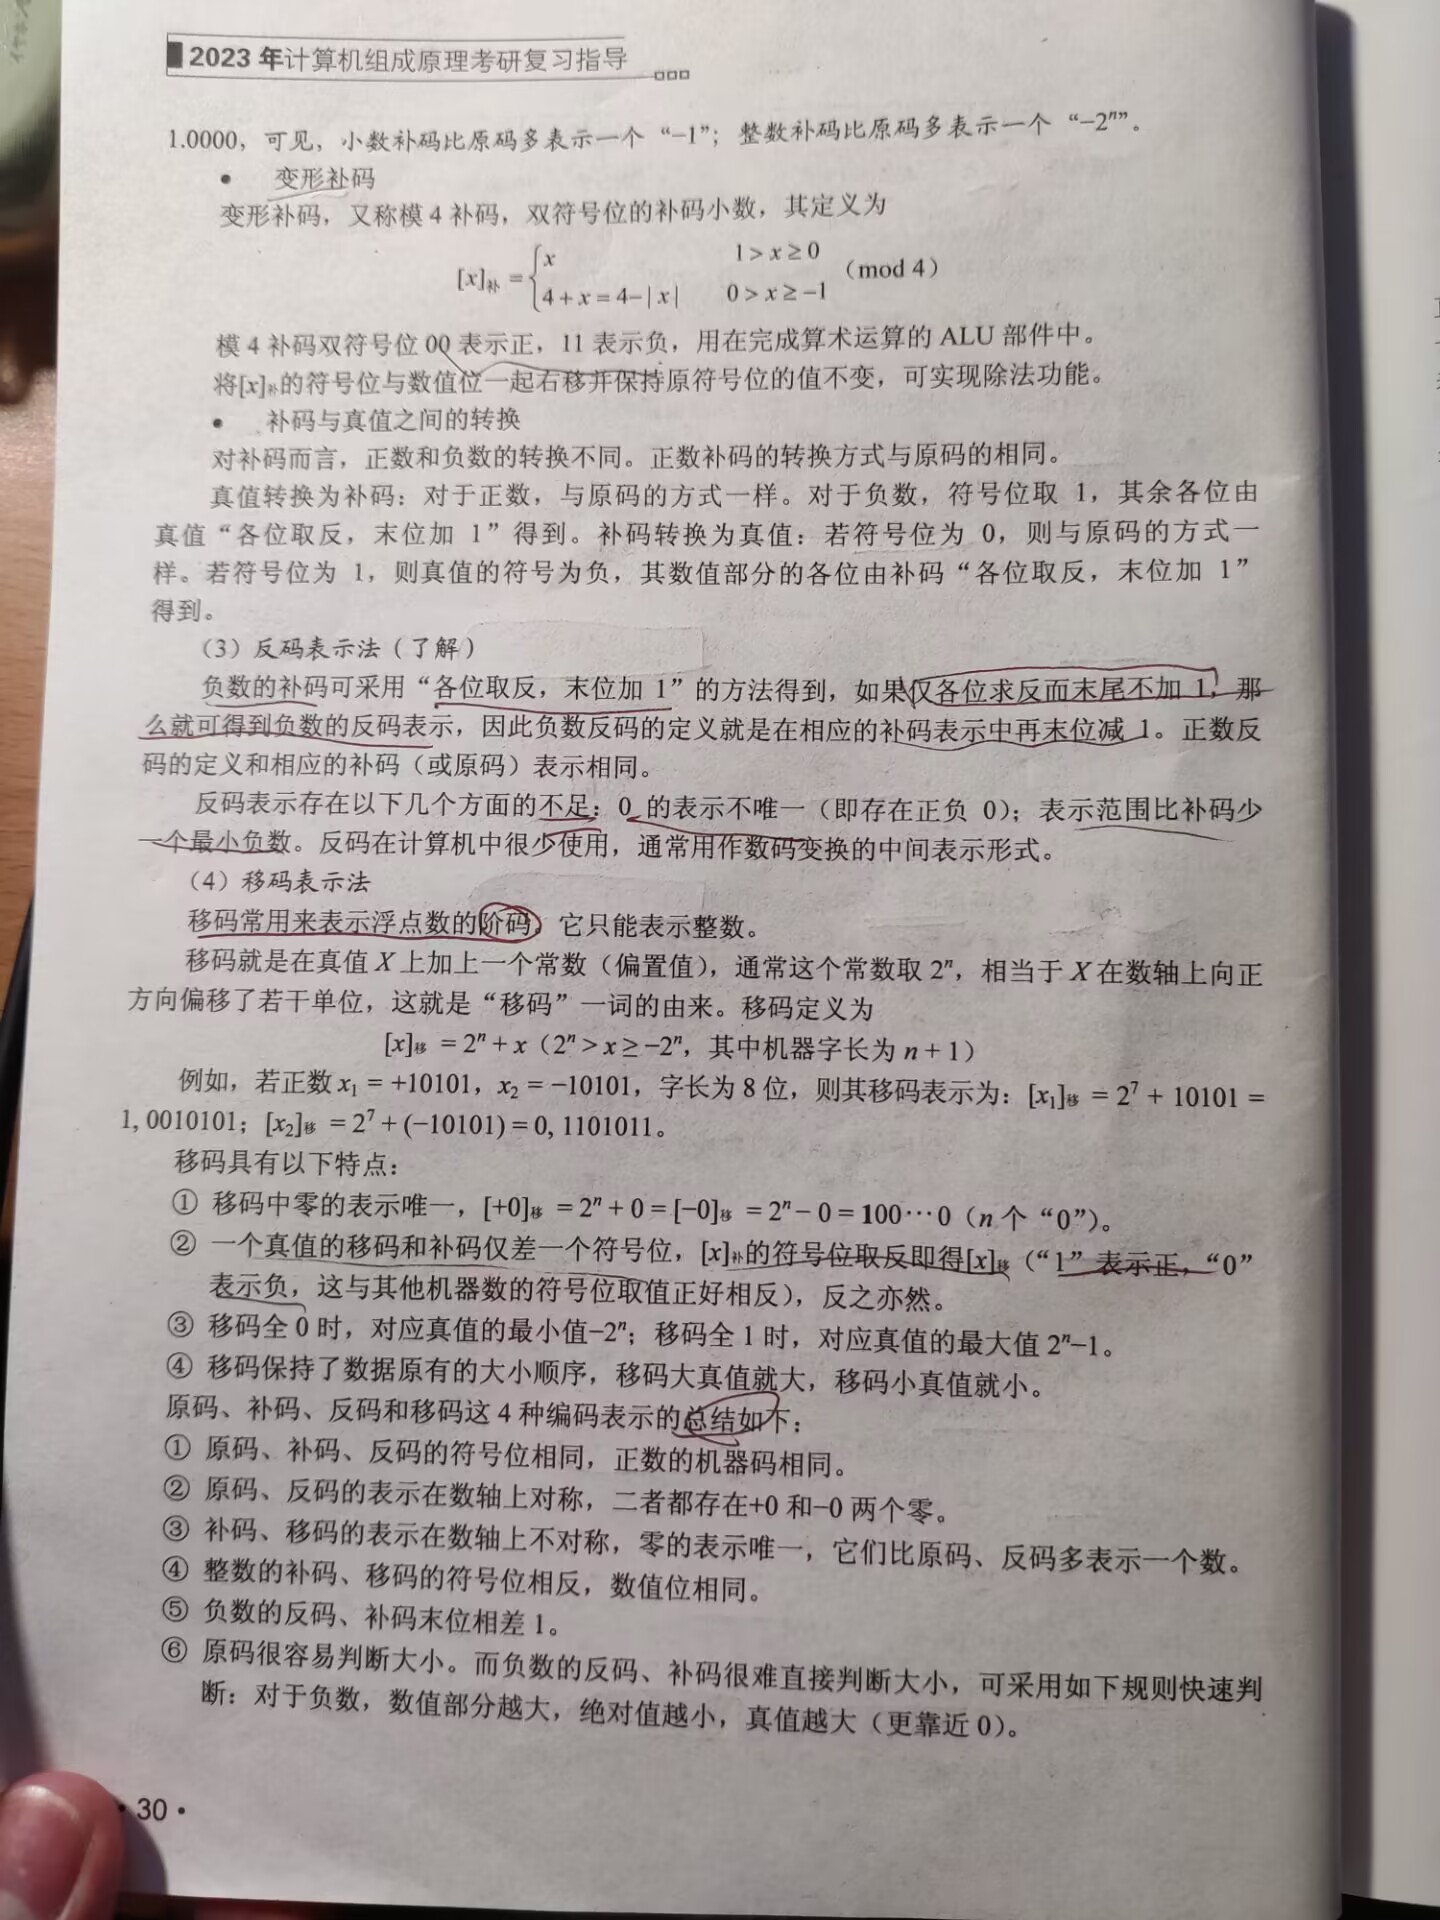 2023年计算机组成原理考研复习指导
1.0000，可见，小数补码比原码多表示一个“−1”；整数补码比原码多表示一个“−2ⁿ”。
• 变形补码
变形补码，又称模 4 补码，双符号位的补码小数，其定义为
[x]补 = { x 1 > x ≥ 0
4 + x = 4−|x| 0 > x ≥ −1 （mod 4）
模 4 补码双符号位 00 表示正，11 表示负，用在完成算术运算的 ALU 部件中。
将[x]补的符号位与数值位一起右移并保持原符号位的值不变，可实现除法功能。
• 补码与真值之间的转换
对补码而言，正数和负数的转换不同。正数补码的转换方式与原码的相同。
真值转换为补码：对于正数，与原码的方式一样。对于负数，符号位取 1，其余各位由
真值“各位取反，末位加 1”得到。补码转换为真值：若符号位为 0，则与原码的方式一
样。若符号位为 1，则真值的符号为负，其数值部分的各位由补码“各位取反，末位加 1”
得到。
（3）反码表示法（了解）
负数的补码可采用“各位取反，末位加 1”的方法得到，如果仅各位求反而末尾不加 1，那
么就可得到负数的反码表示，因此负数反码的定义就是在相应的补码表示中再末位减 1。正数反
码的定义和相应的补码（或原码）表示相同。
反码表示存在以下几个方面的不足：0 的表示不唯一（即存在正负 0）；表示范围比补码少
一个最小负数。反码在计算机中很少使用，通常用作数码变换的中间表示形式。
（4）移码表示法
移码常用来表示浮点数的阶码。它只能表示整数。
移码就是在真值 X 上加上一个常数（偏置值），通常这个常数取 2ⁿ，相当于 X 在数轴上向正
方向偏移了若干单位，这就是“移码”一词的由来。移码定义为
[x]移 = 2ⁿ + x（2ⁿ > x ≥ −2ⁿ，其中机器字长为 n + 1）
例如，若正数 x₁ = +10101，x₂ = −10101，字长为 8 位，则其移码表示为：[x₁]移 = 2⁷ + 10101 =
1, 0010101；[x₂]移 = 2⁷ + (−10101) = 0, 1101011。
移码具有以下特点：
① 移码中零的表示唯一，[+0]移 = 2ⁿ + 0 = [−0]移 = 2ⁿ − 0 = 100⋯0（n 个“0”）。
② 一个真值的移码和补码仅差一个符号位，[x]补的符号位取反即得[x]移（“1”表示正，“0”
表示负，这与其他机器数的符号位取值正好相反），反之亦然。
③ 移码全 0 时，对应真值的最小值−2ⁿ；移码全 1 时，对应真值的最大值 2ⁿ−1。
④ 移码保持了数据原有的大小顺序，移码大真值就大，移码小真值就小。
原码、补码、反码和移码这 4 种编码表示的总结如下：
① 原码、补码、反码的符号位相同，正数的机器码相同。
② 原码、反码的表示在数轴上对称，二者都存在+0 和−0 两个零。
③ 补码、移码的表示在数轴上不对称，零的表示唯一，它们比原码、反码多表示一个数。
④ 整数的补码、移码的符号位相反，数值位相同。
⑤ 负数的反码、补码末位相差 1。
⑥ 原码很容易判断大小。而负数的反码、补码很难直接判断大小，可采用如下规则快速判
断：对于负数，数值部分越大，绝对值越小，真值越大（更靠近 0）。
• 30 •